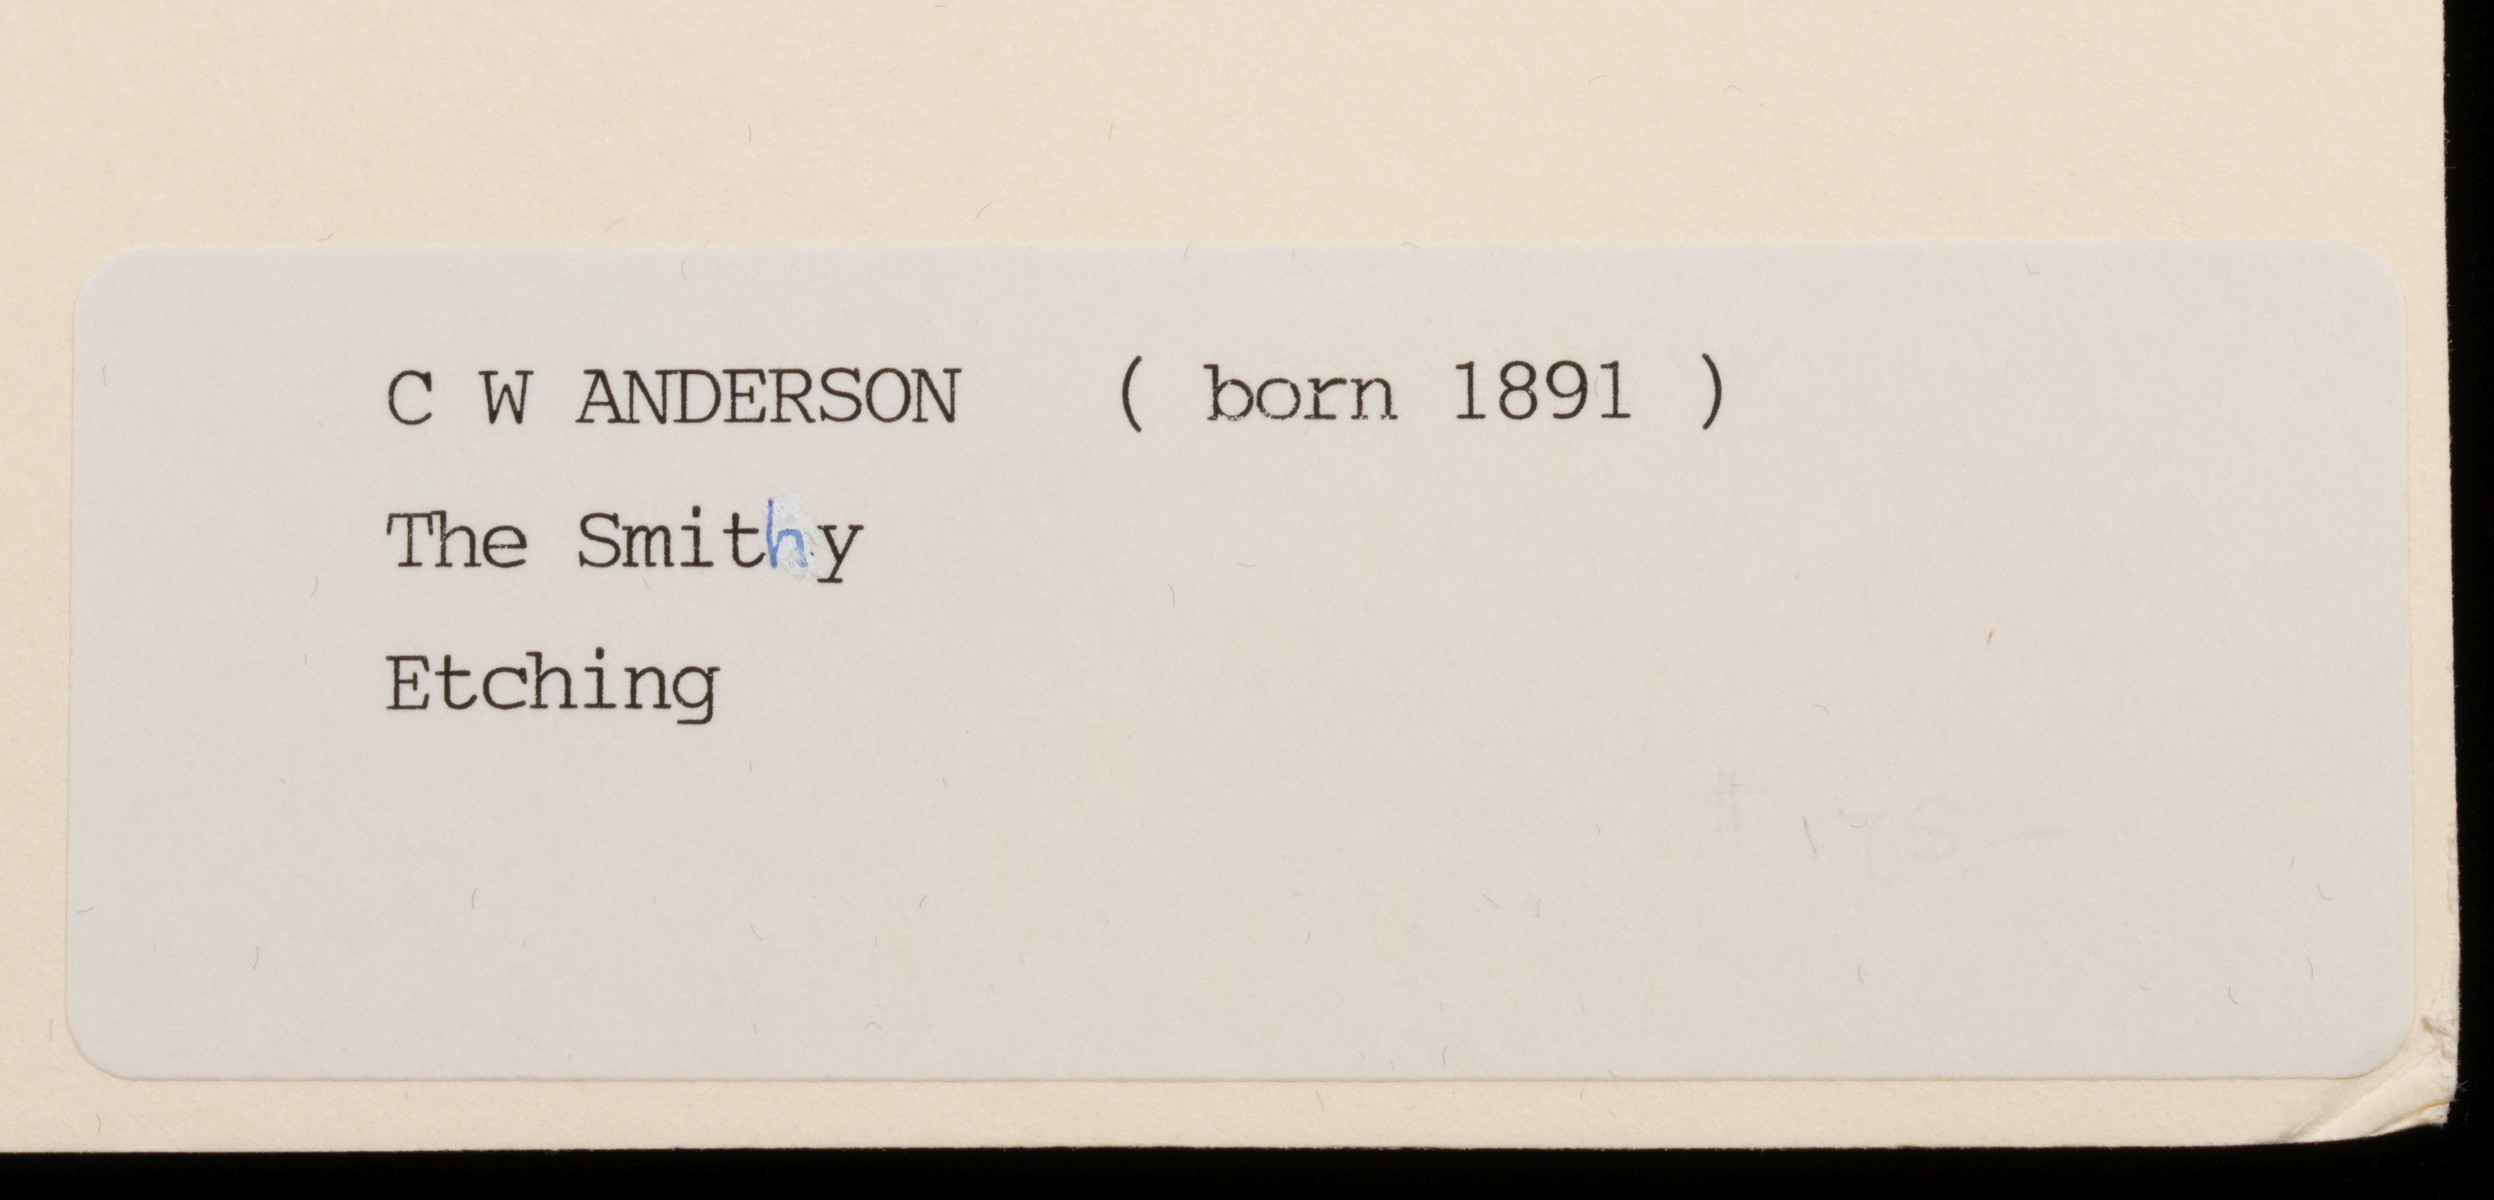 C W ANDERSON ( born 1891 )
The Smithy
Etching